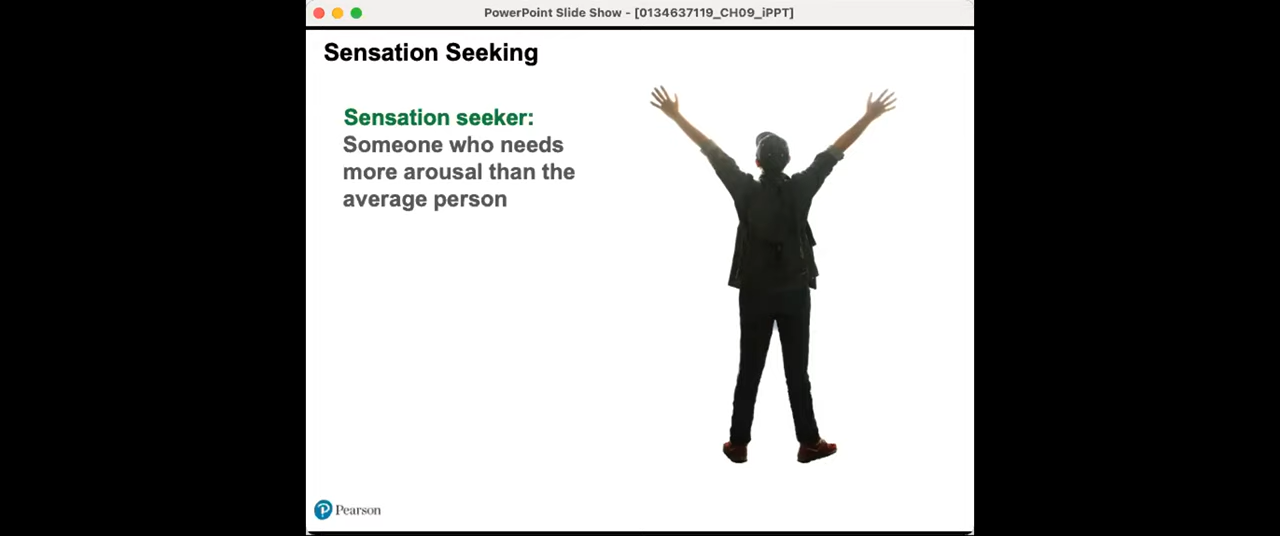 PowerPoint Slide Show - [0134637119_CH09_iPPT]
Sensation Seeking
Sensation seeker:
Someone who needs
more arousal than the
average person
P Pearson